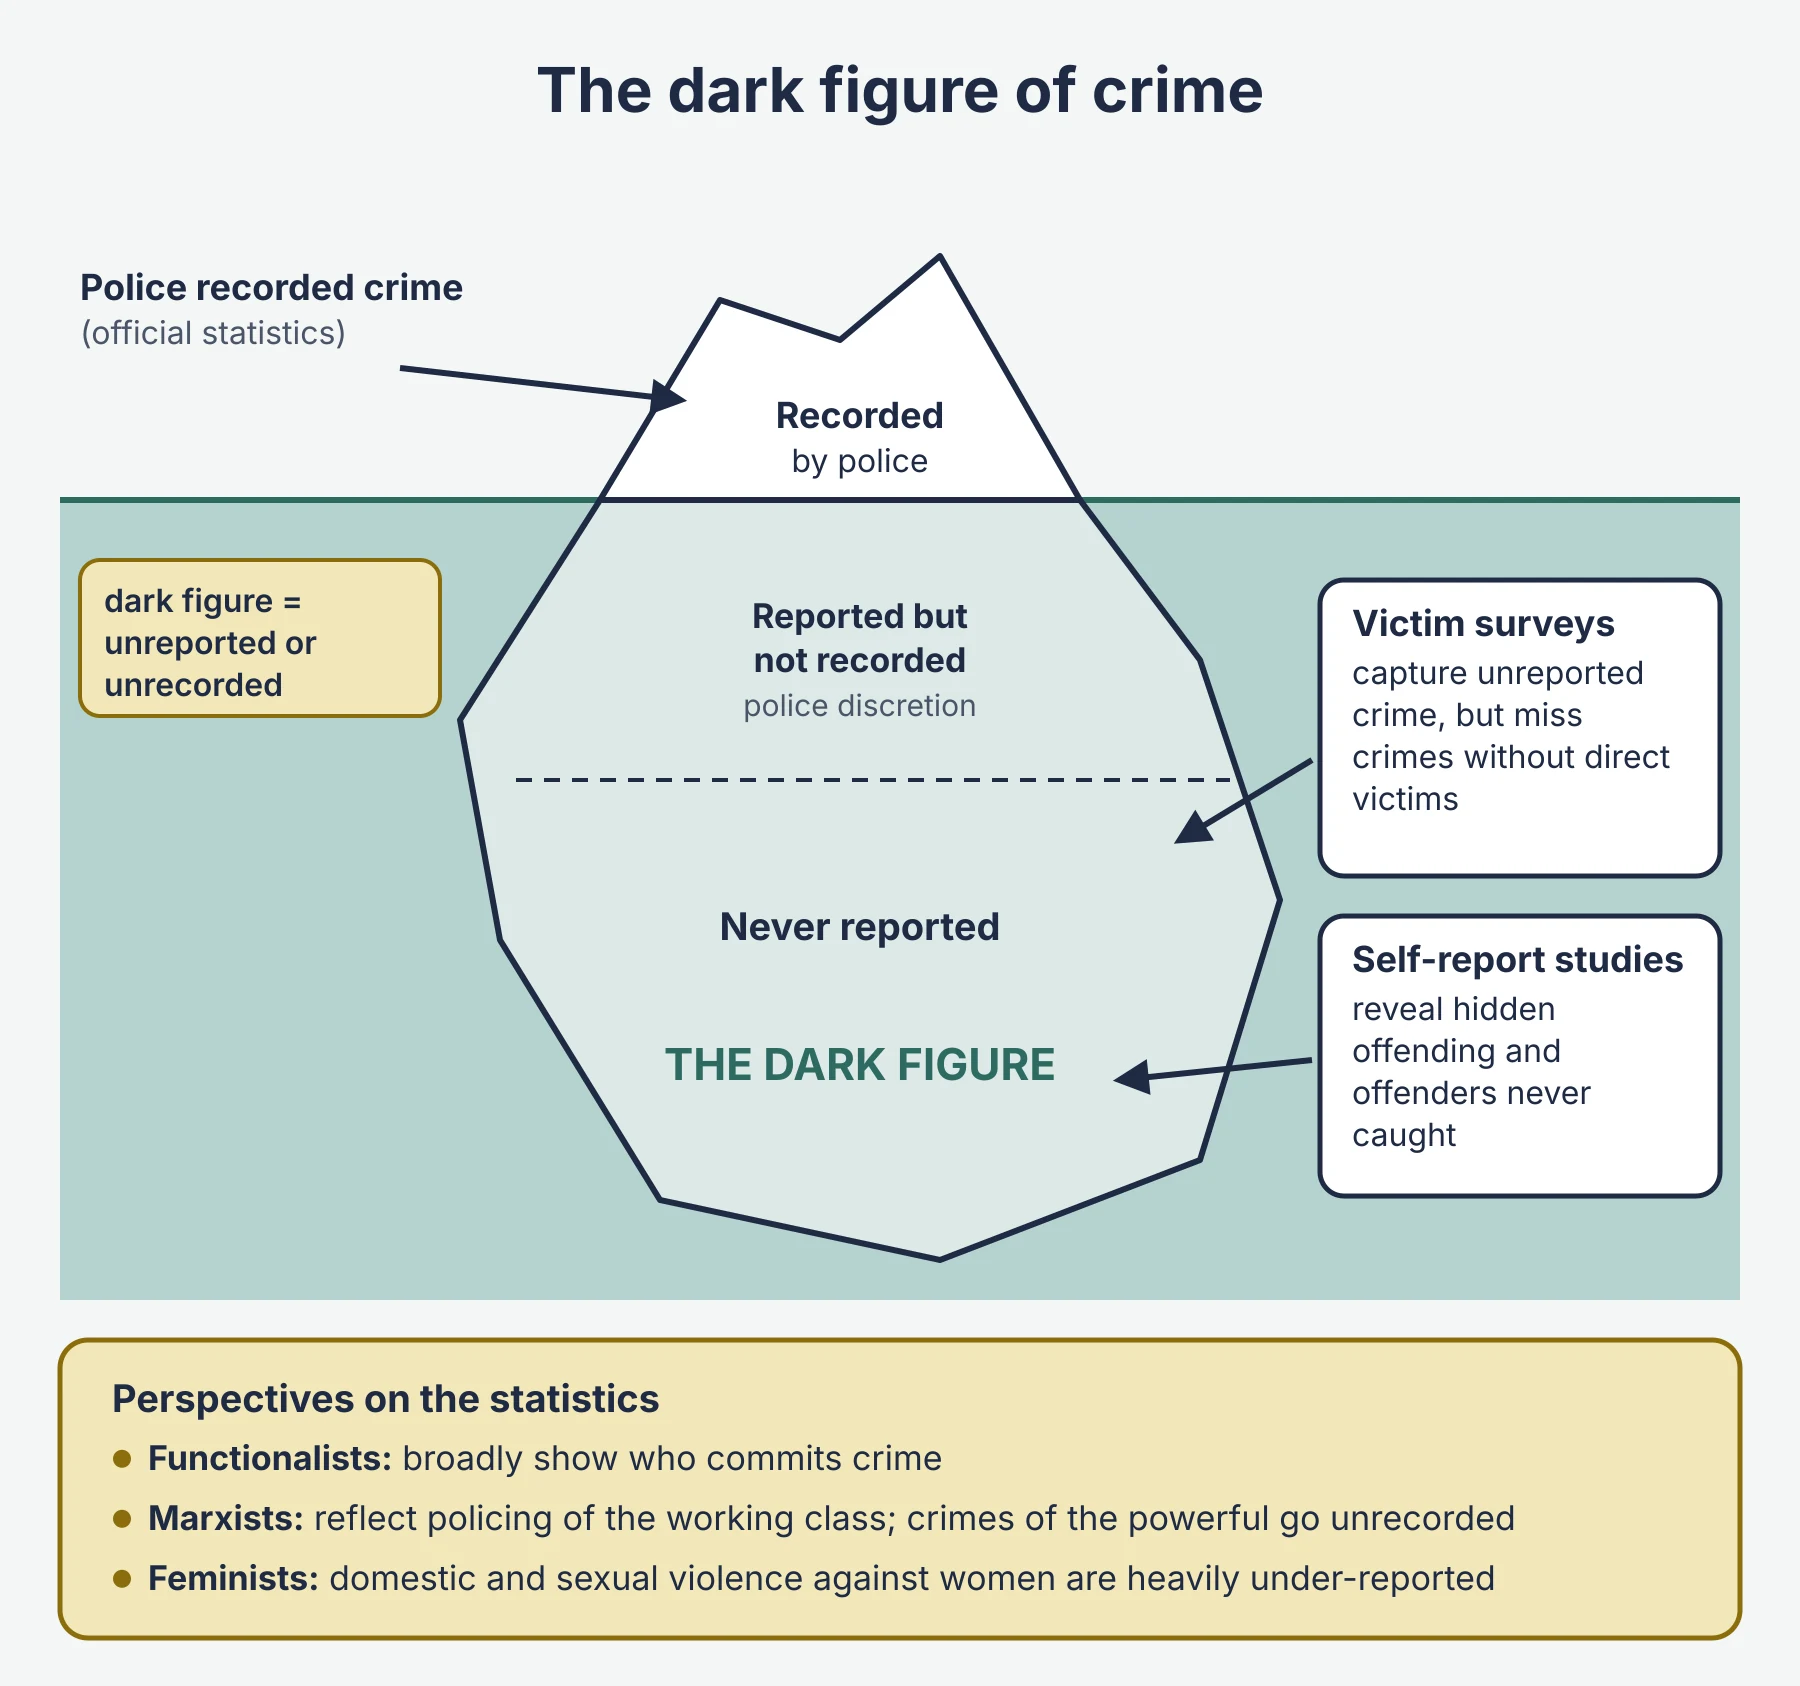 The dark figure of crime
Police recorded crime
(official statistics)
Recorded
by police
dark figure =
unreported or
unrecorded
Reported but
not recorded
police discretion
Victim surveys
capture unreported
crime, but miss
crimes without direct
victims
Never reported
THE DARK FIGURE
Self-report studies
reveal hidden
offending and
offenders never
caught
Perspectives on the statistics
Functionalists: broadly show who commits crime
Marxists: reflect policing of the working class; crimes of the powerful go unrecorded
Feminists: domestic and sexual violence against women are heavily under-reported